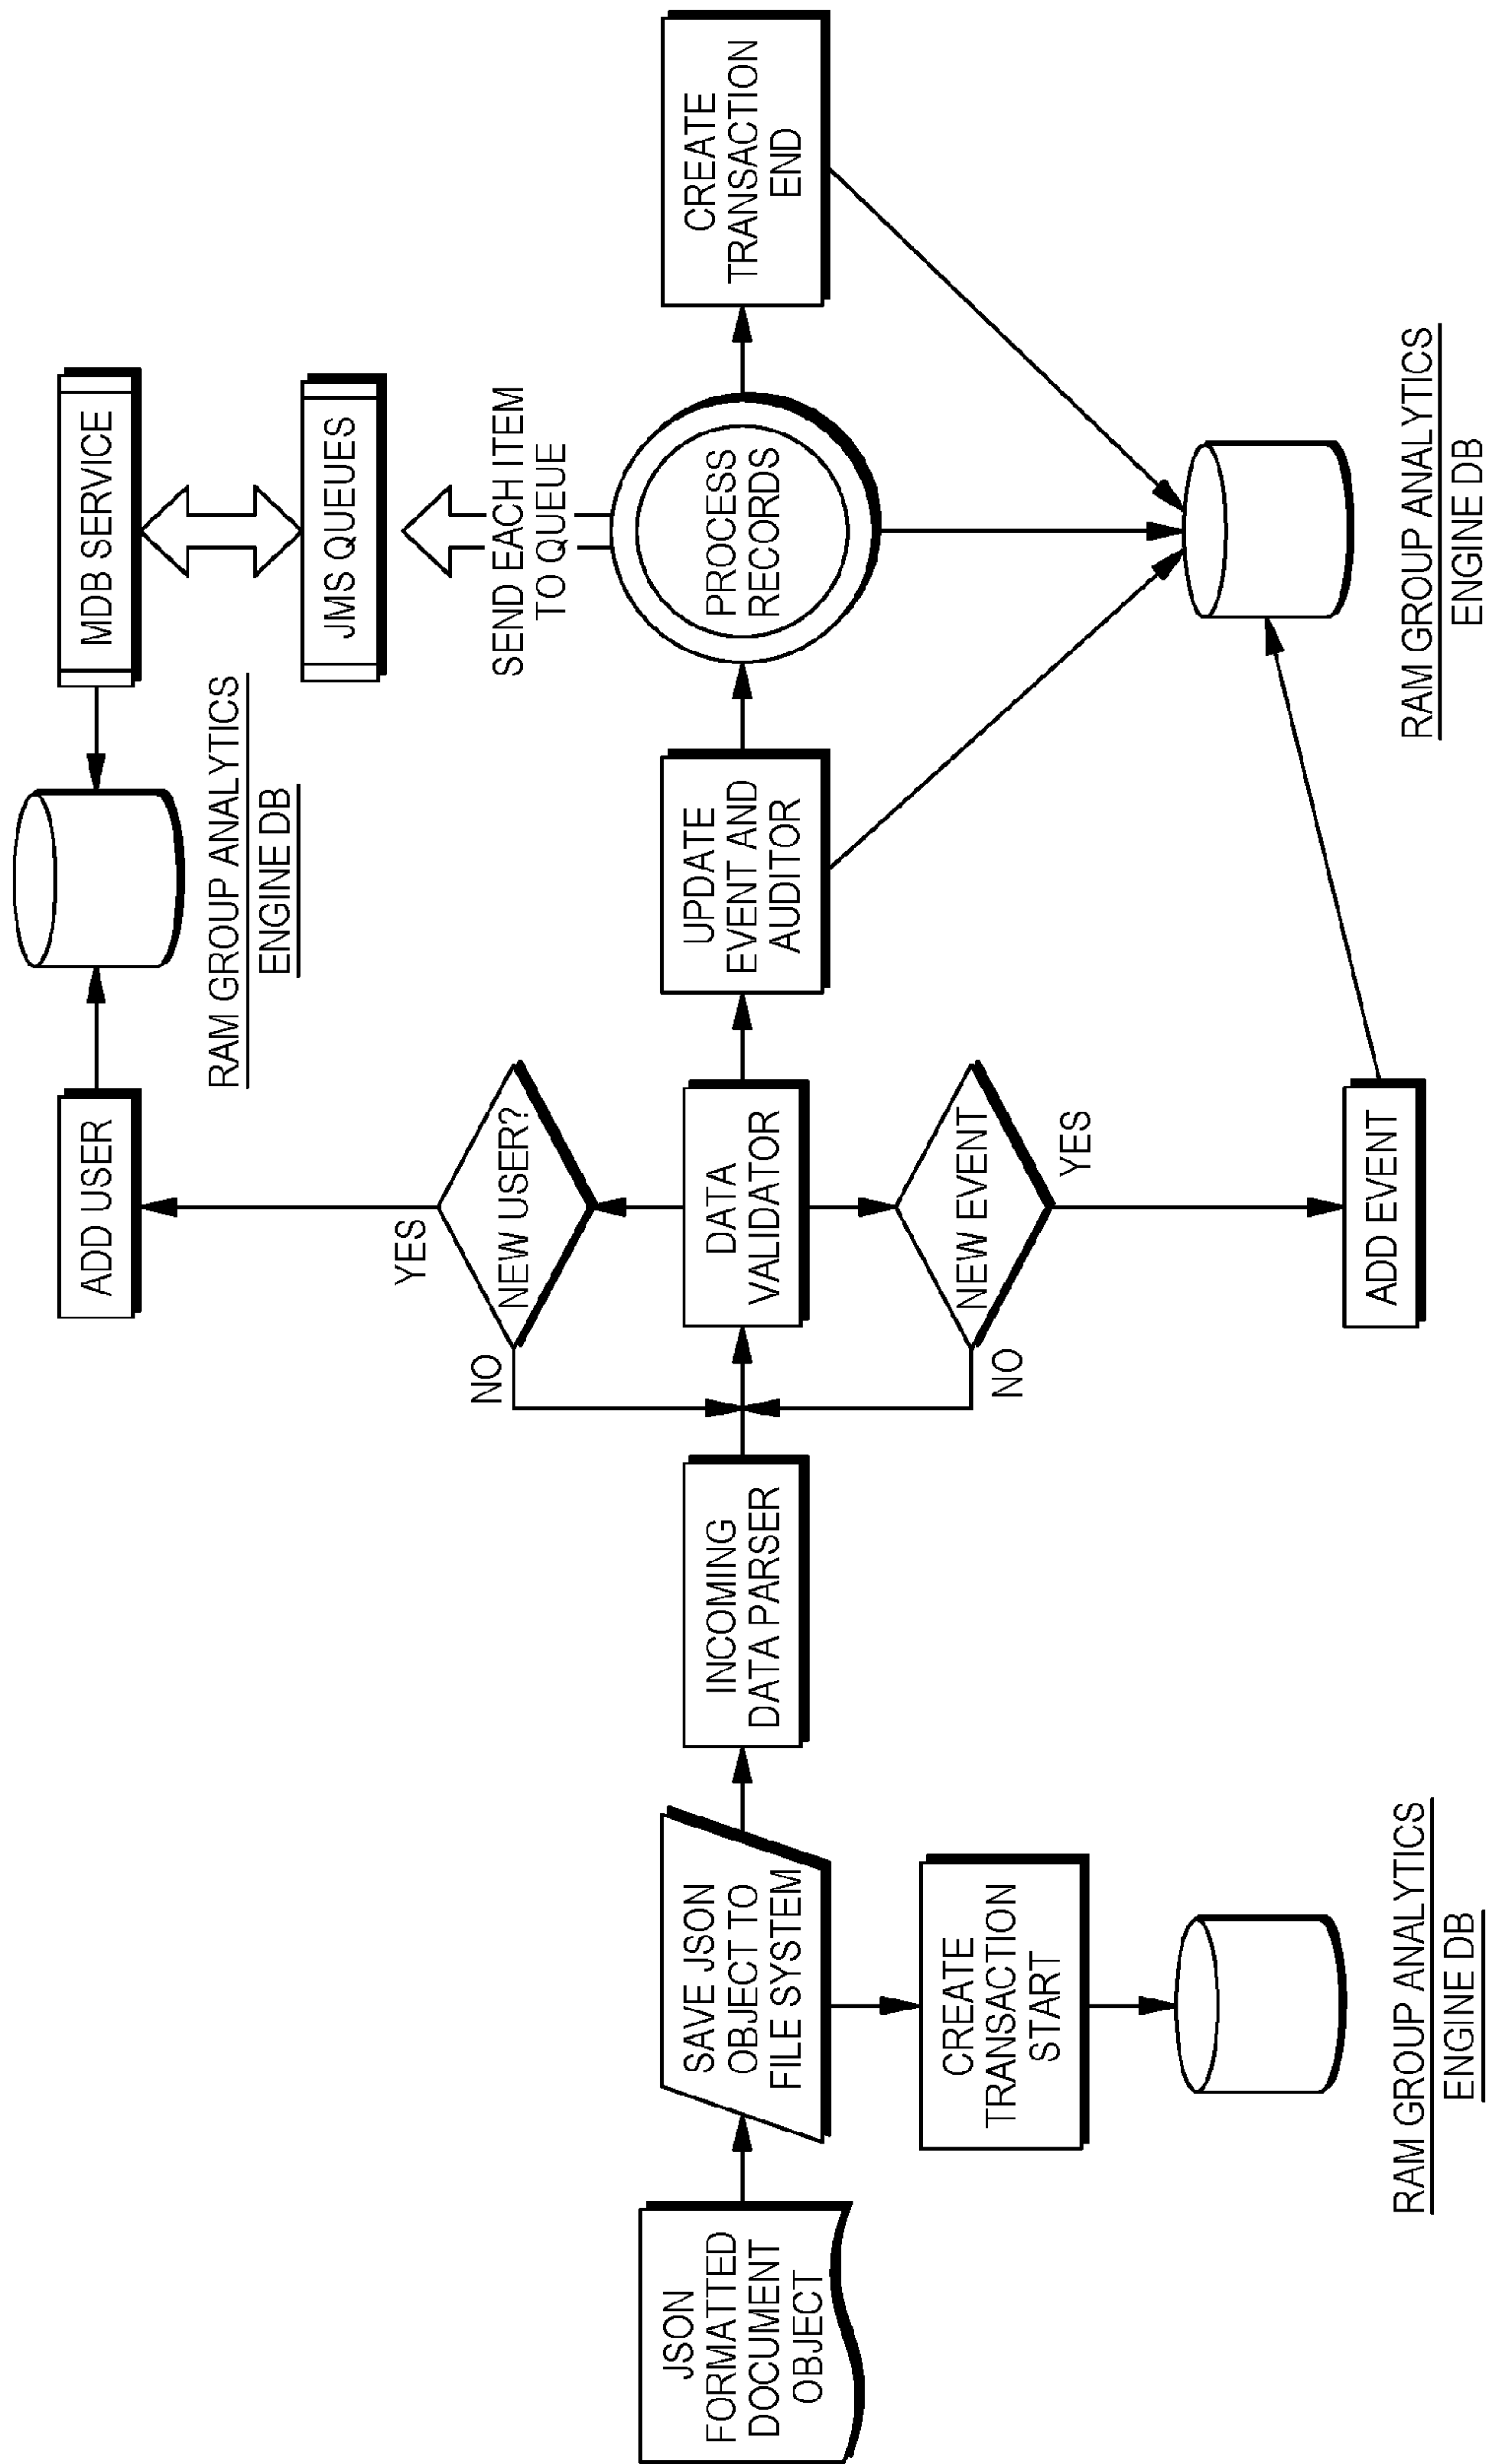 JSON
FORMATTED
DOCUMENT
OBJECT
SAVE JSON
OBJECT TO
FILE SYSTEM
CREATE
TRANSACTION
START
RAM GROUP ANALYTICS
ENGINE DB
INCOMING
DATA PARSER
NO
NEW USER?
YES
ADD USER
DATA
VALIDATOR
NO
NEW EVENT
YES
ADD EVENT
RAM GROUP ANALYTICS
ENGINE DB
UPDATE
EVENT AND
AUDITOR
MDB SERVICE
JMS QUEUES
SEND EACH ITEM
TO QUEUE
PROCESS
RECORDS
RAM GROUP ANALYTICS
ENGINE DB
CREATE
TRANSACTION
END